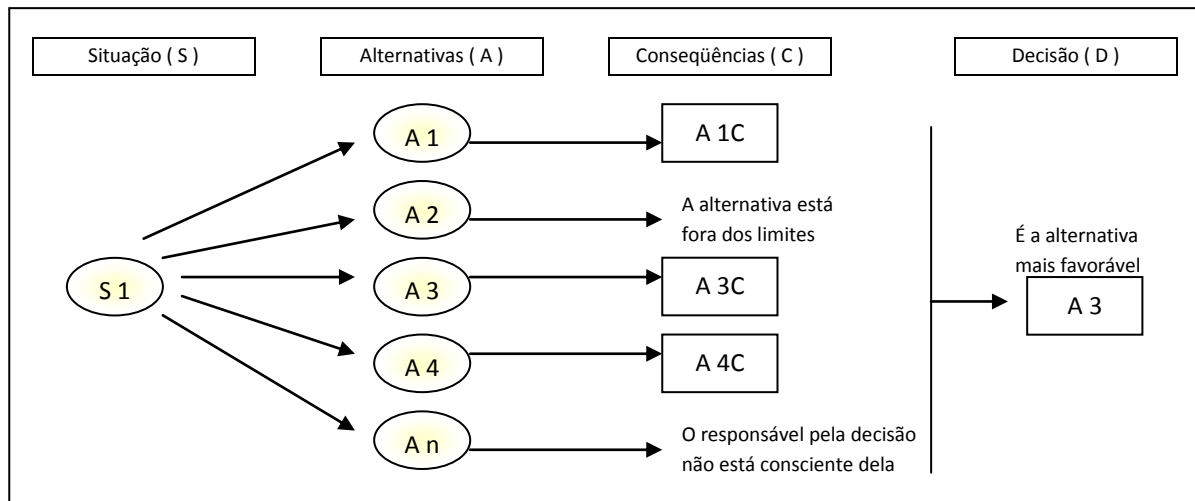 Situação ( S )
Alternativas ( A )
Conseqüências ( C )
Decisão ( D )
A 1
A 1C
A 2
A alternativa está
fora dos limites
S 1
A 3
A 3C
É a alternativa
mais favorável
A 3
A 4
A 4C
A n
O responsável pela decisão
não está consciente dela